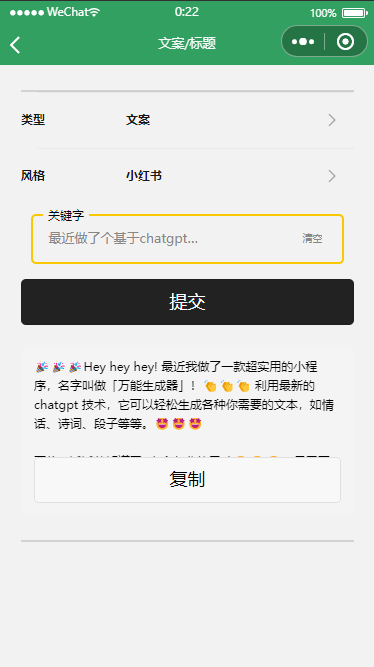 WeChat
0:22
100%
文案/标题
类型
文案
风格
小红书
关键字
最近做了个基于chatgpt...
清空
提交
🎉🎉🎉Hey hey hey! 最近我做了一款超实用的小程
序，名字叫做「万能生成器」！👏👏👏 利用最新的
chatgpt 技术，它可以轻松生成各种你需要的文本，如情
话、诗词、段子等等。🤩🤩🤩
复制